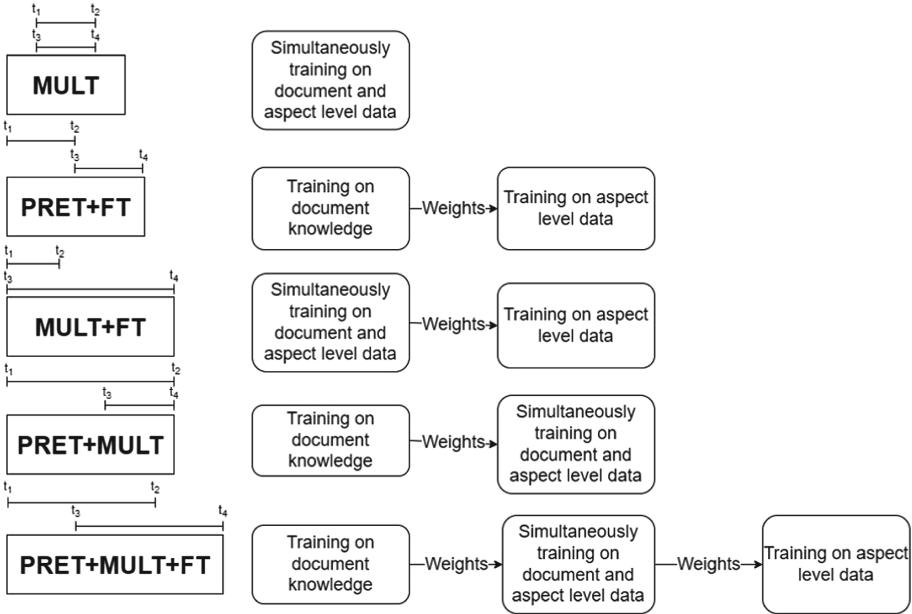 t1 t2
t3 t4
MULT
Simultaneously
training on
document and
aspect level data
t1 t2
t3 t4
PRET+FT
Training on
document
knowledge
Weights
Training on aspect
level data
t1 t2
t3 t4
MULT+FT
Simultaneously
training on
document and
aspect level data
Weights
Training on aspect
level data
t1 t2
t3 t4
PRET+MULT
Training on
document
knowledge
Weights
Simultaneously
training on
document and
aspect level data
t1 t2
t3 t4
PRET+MULT+FT
Training on
document
knowledge
Weights
Simultaneously
training on
document and
aspect level data
Weights
Training on aspect
level data